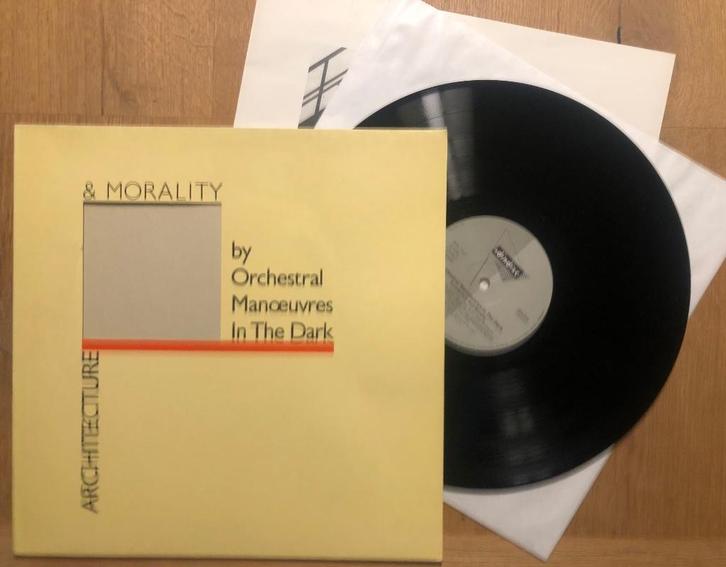 & MORALITY
by
Orchestral
Manœuvres
In The Dark
ARCHITECTURE